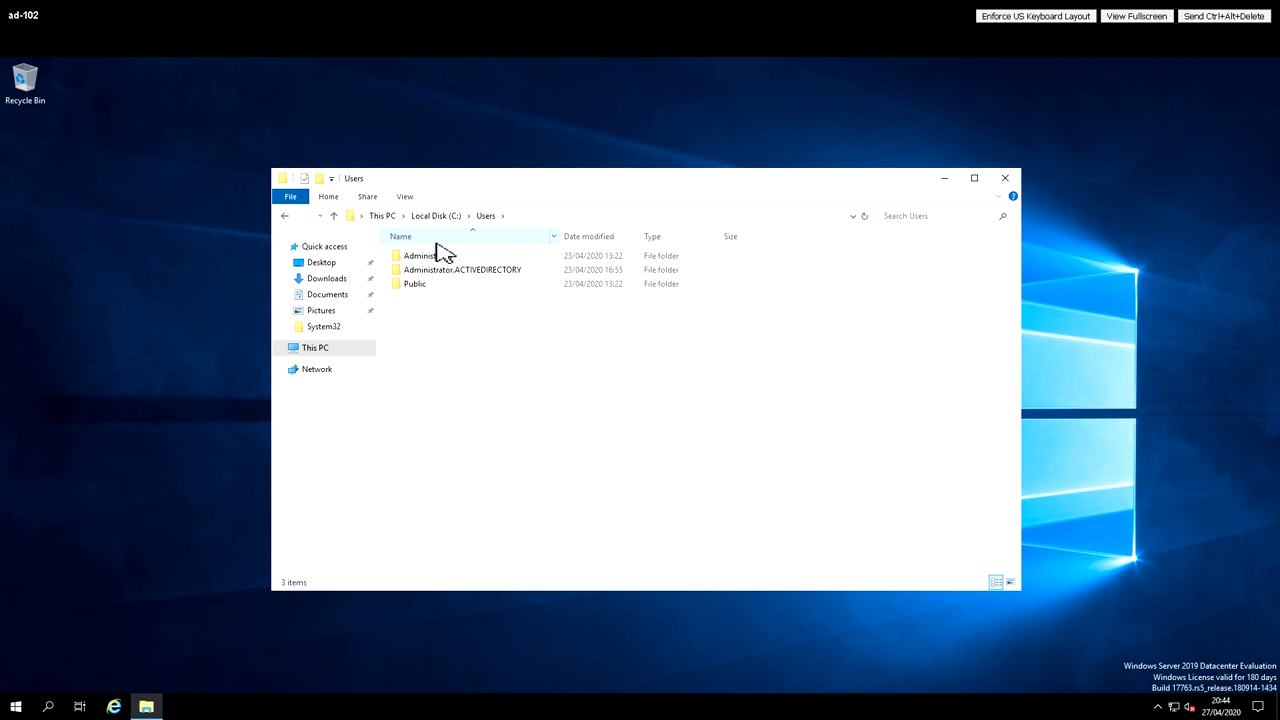 ad-102
Enforce US Keyboard Layout
View Fullscreen
Send Ctrl+Alt+Delete
Recycle Bin
Users
File
Home
Share
View
This PC
Local Disk (C:)
Users
Search Users
Name
Date modified
Type
Size
Quick access
Desktop
Downloads
Documents
Pictures
System32
This PC
Network
23/04/2020 13:22
File folder
Administrator.ACTIVEDIRECTORY
23/04/2020 16:55
File folder
Public
23/04/2020 13:22
File folder
3 items
Windows Server 2019 Datacenter Evaluation
Windows License valid for 180 days
Build 17763.rs5_release.180914-1434
20:44
27/04/2020